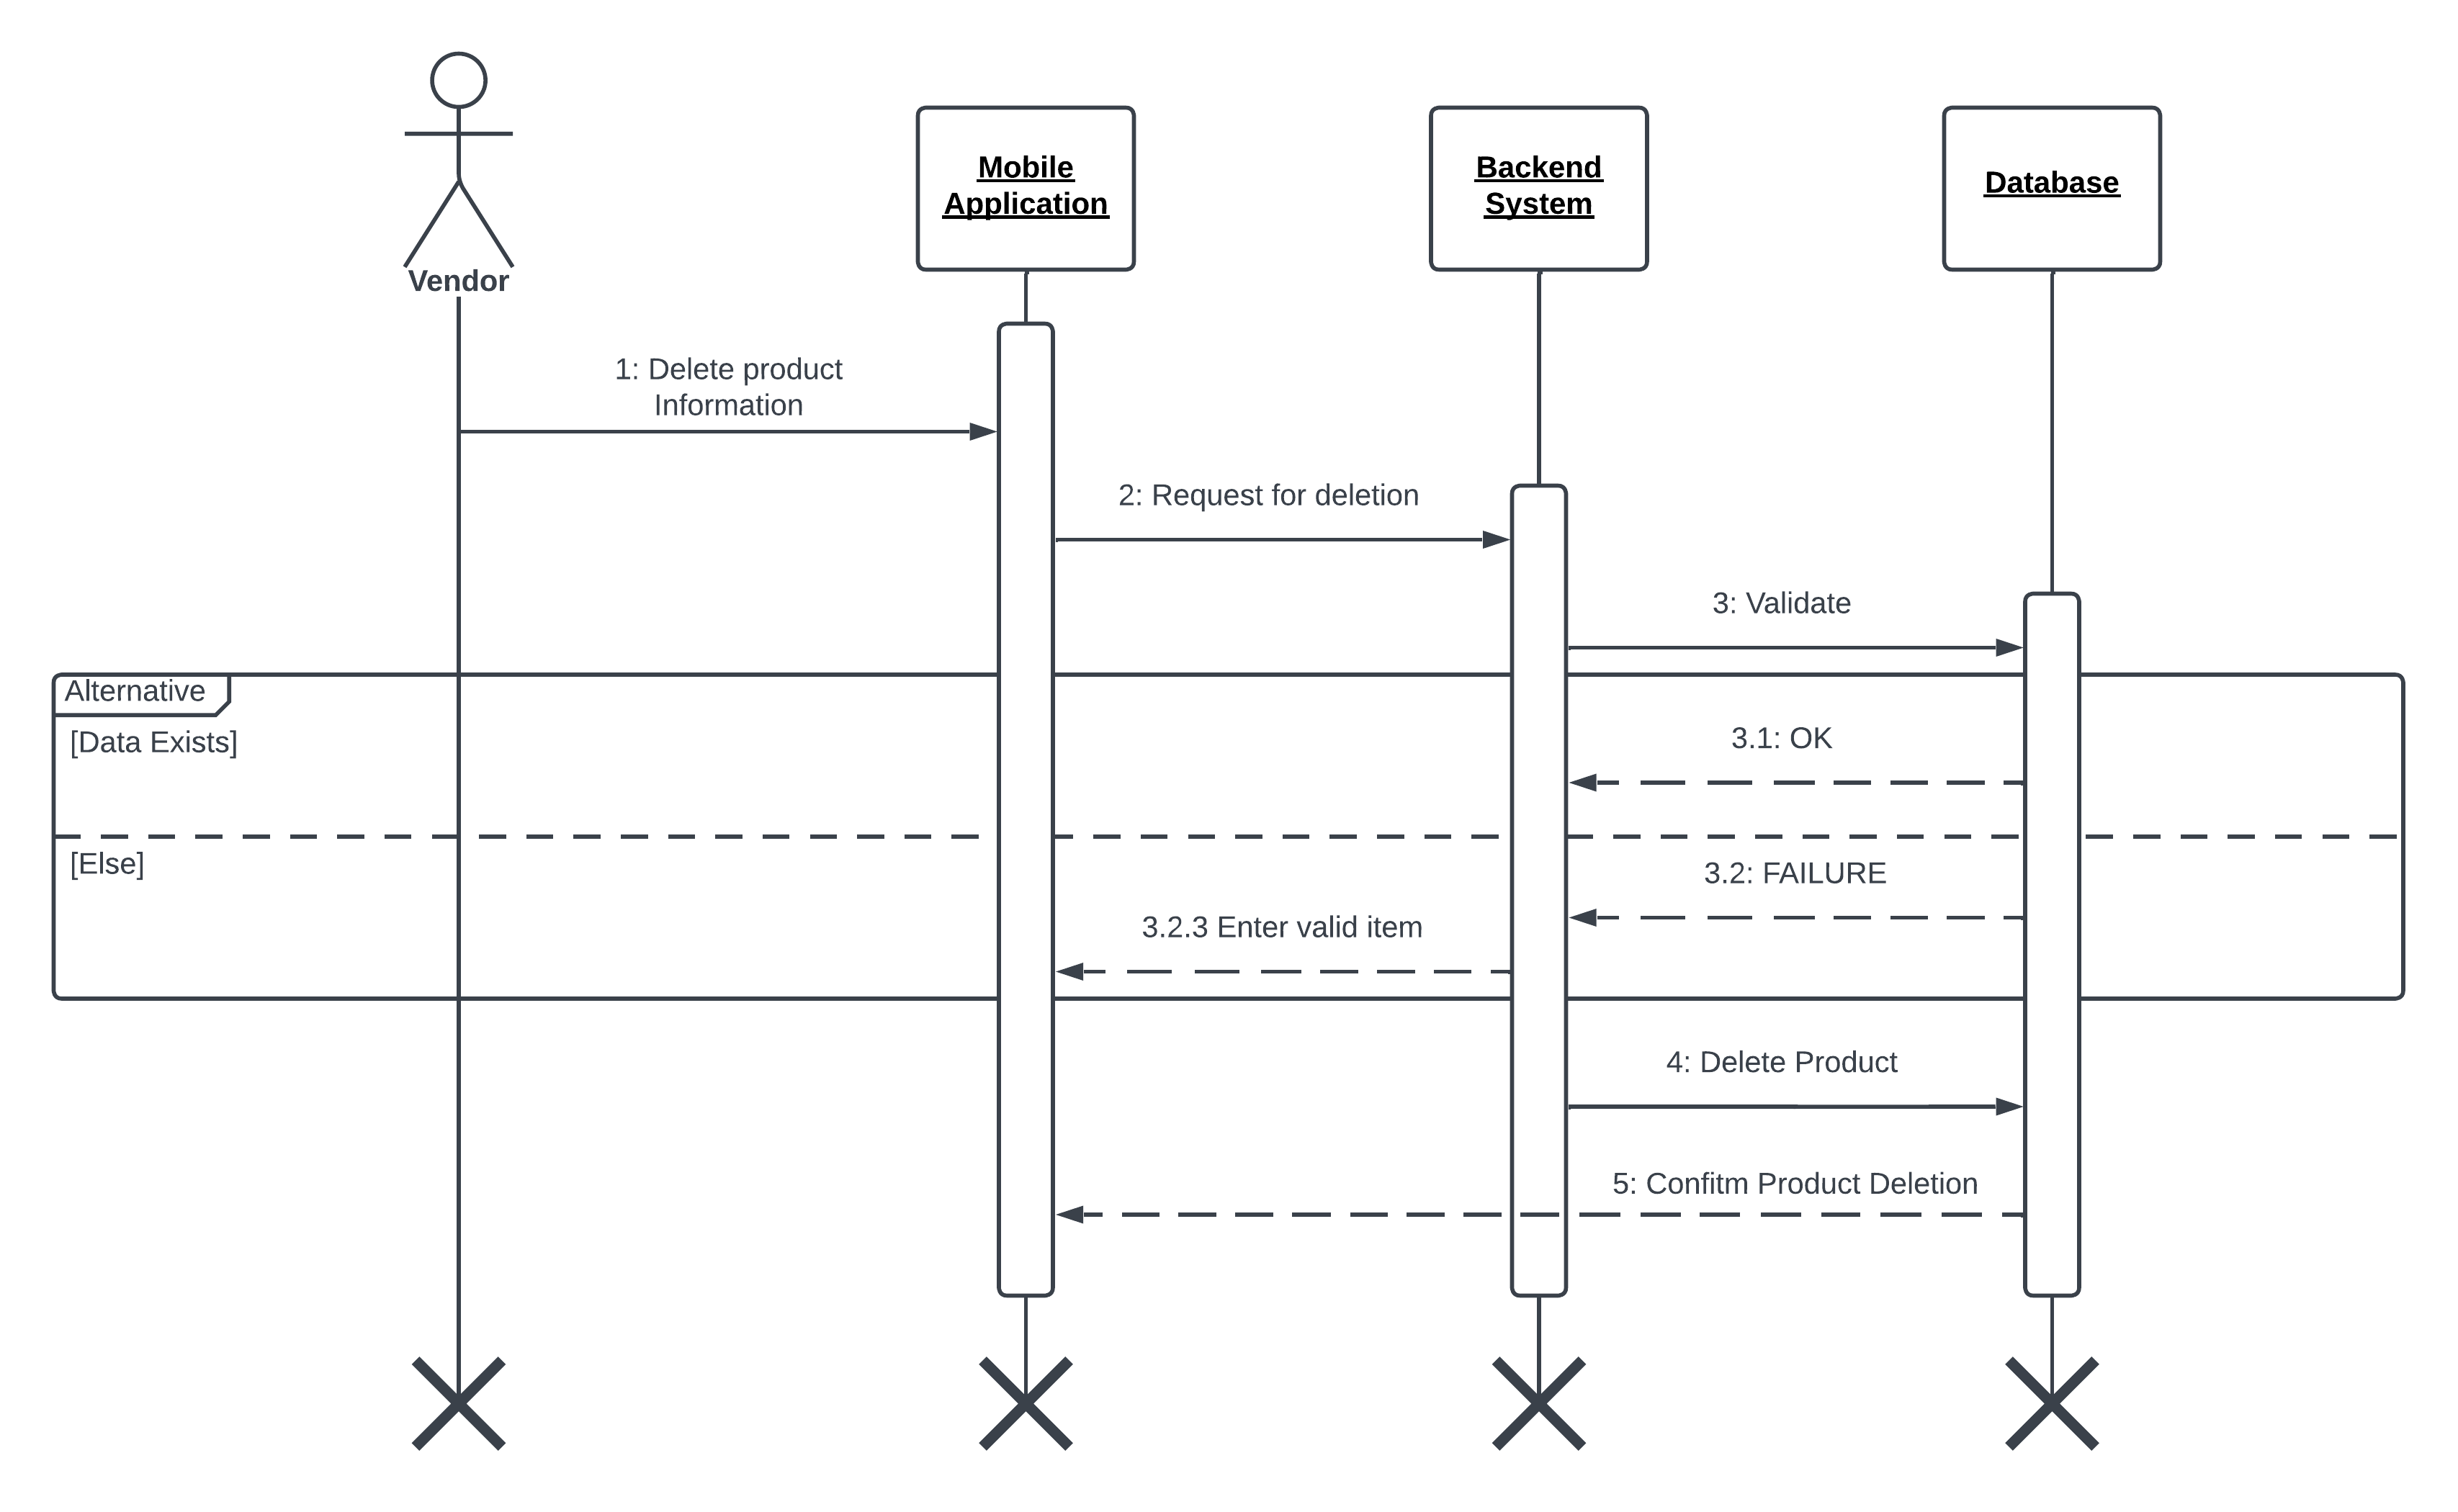 Mobile
Application
Backend
System
Database
Vendor
1: Delete product
Information
2: Request for deletion
3: Validate
Alternative
[Data Exists]
3.1: OK
[Else]
3.2: FAILURE
3.2.3 Enter valid item
4: Delete Product
5: Confitm Product Deletion